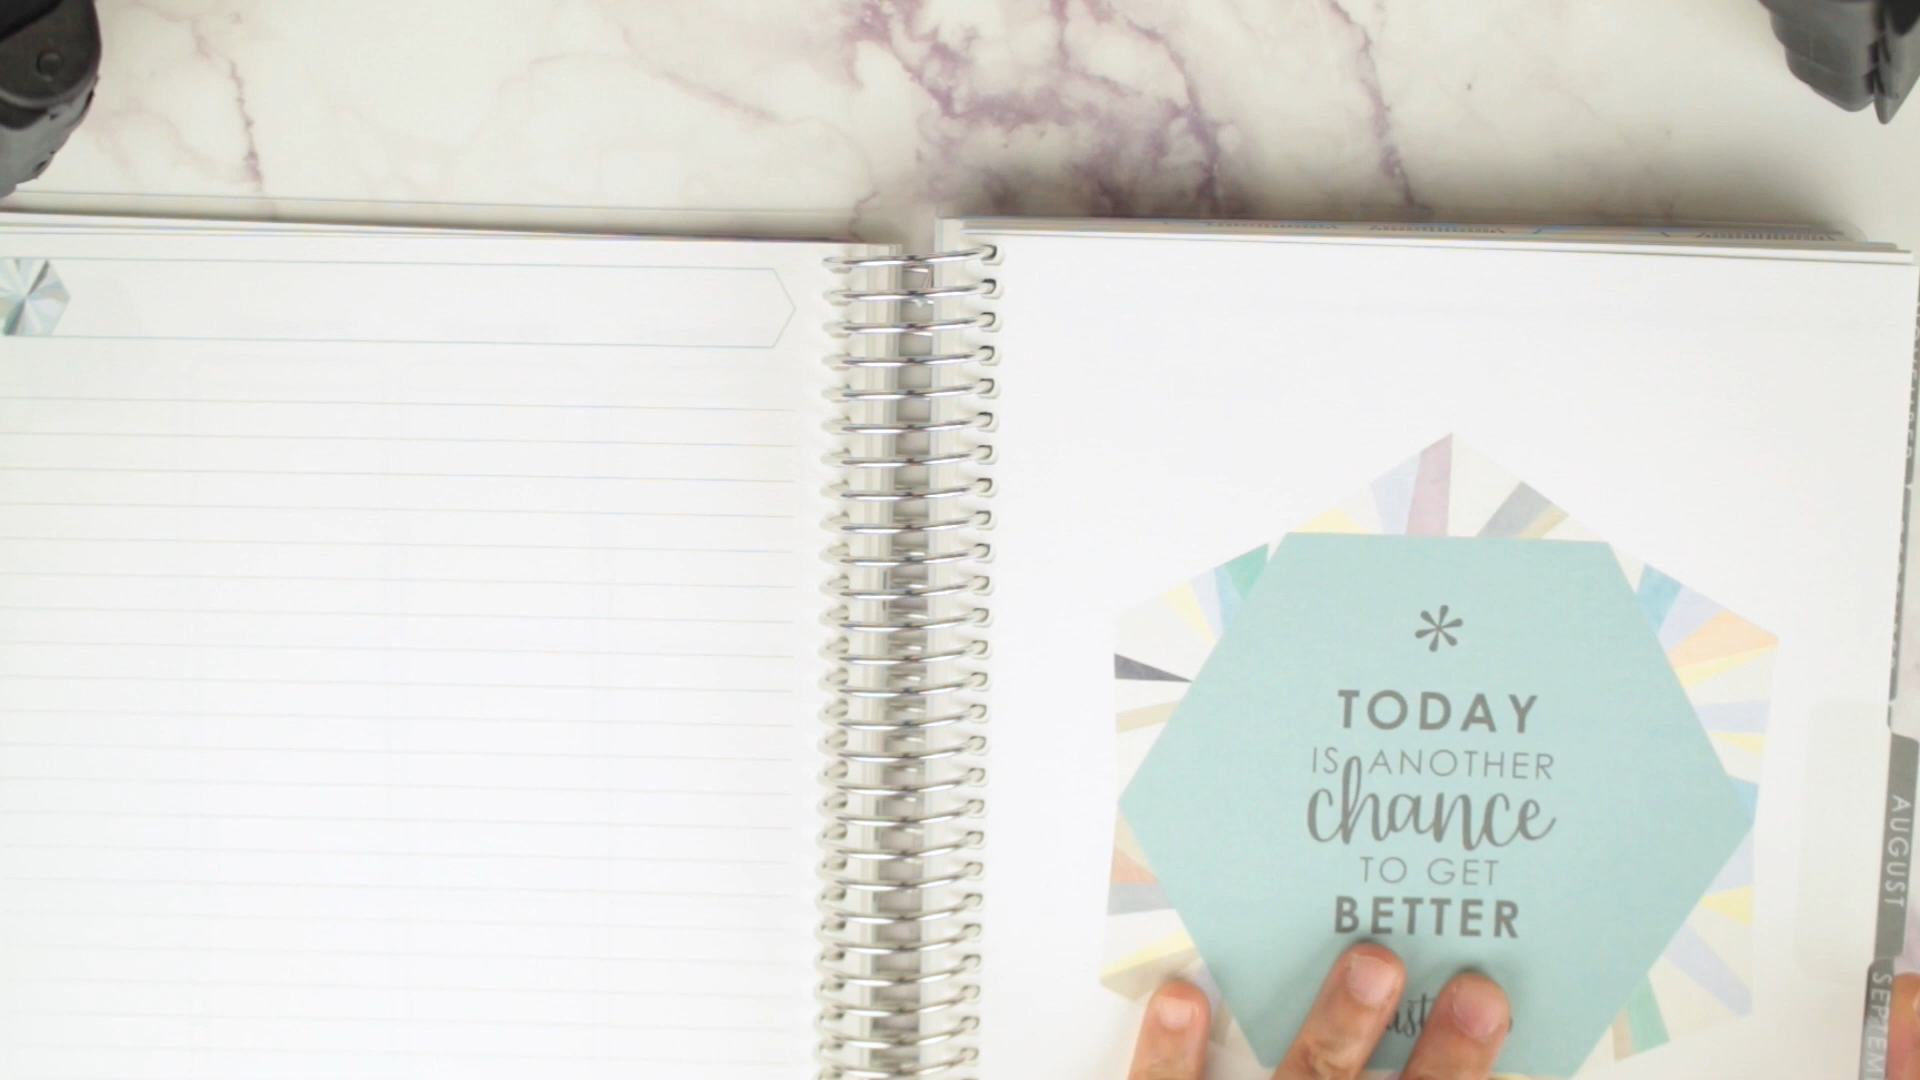 TODAY
IS ANOTHER
chance
TO GET
BETTER
AUGUST